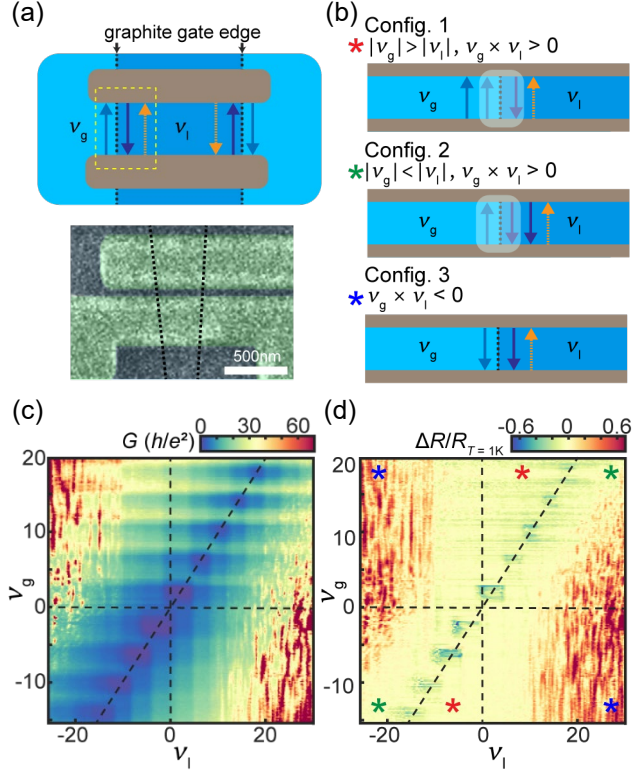 (a)
graphite gate edge
νg
νl
500nm
(b)
Config. 1
* |νg|>|νl|, νg × νl > 0
νg
νl
Config. 2
* |νg|<|νl|, νg × νl > 0
νg
νl
Config. 3
* νg × νl < 0
νg
νl
(c)
G (h/e²)
0 30 60
20
10
0
-10
νg
-20 0 20
νl
(d)
ΔR/R T = 1K
-0.6 0.6
20
10
0
-10
νg
-20 0 20
νl